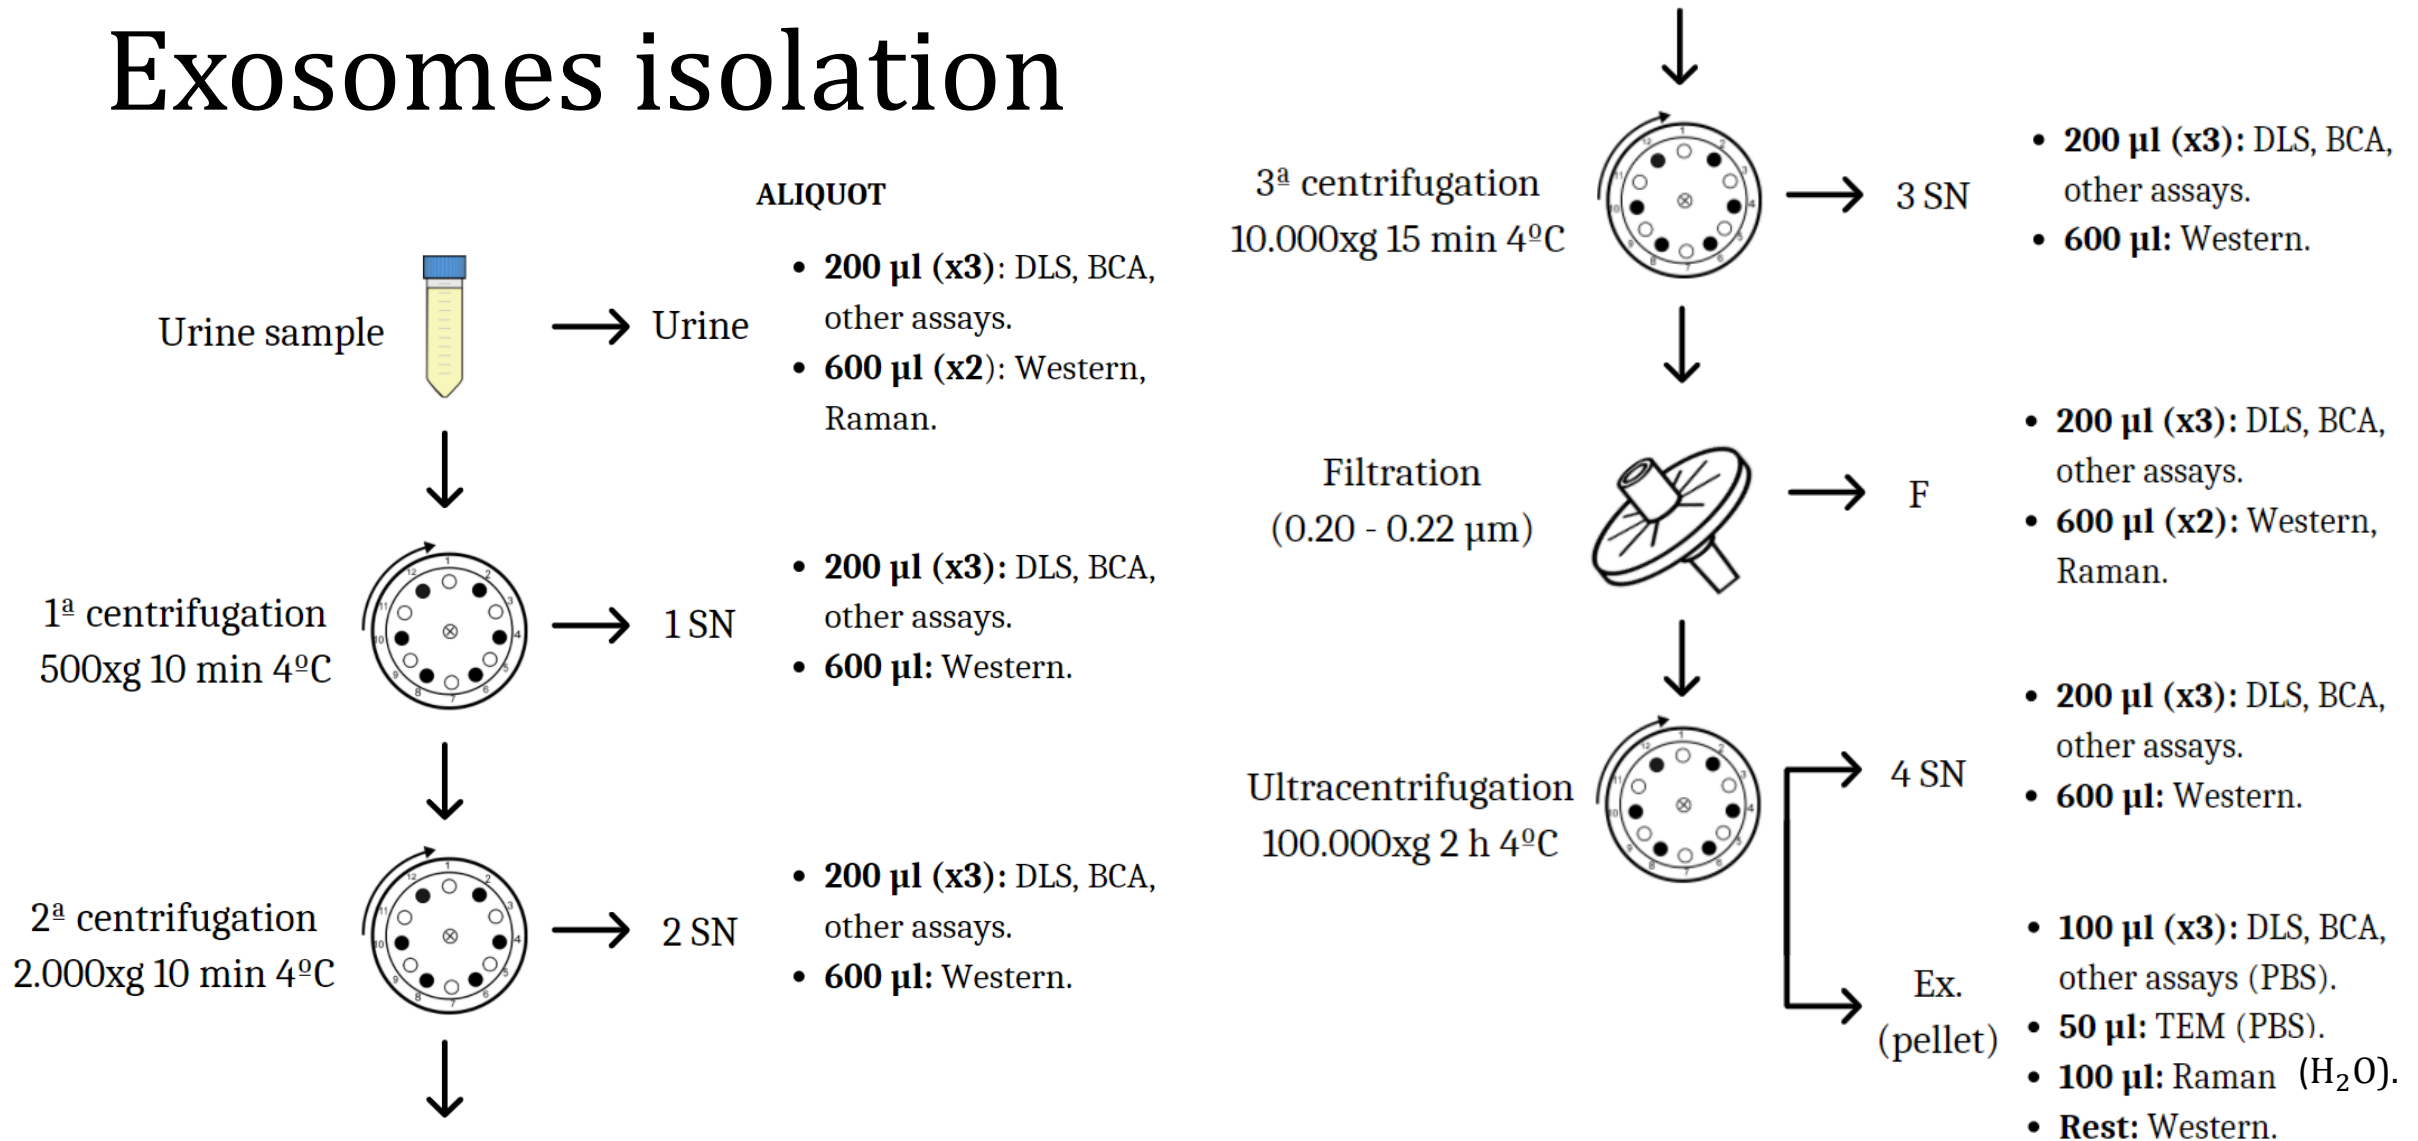 Exosomes isolation
ALIQUOT
Urine sample
Urine
• 200 µl (x3): DLS, BCA,
other assays.
• 600 µl (x2): Western,
Raman.
1ª centrifugation
500xg 10 min 4ºC
1 SN
• 200 µl (x3): DLS, BCA,
other assays.
• 600 µl: Western.
2ª centrifugation
2.000xg 10 min 4ºC
2 SN
• 200 µl (x3): DLS, BCA,
other assays.
• 600 µl: Western.
3ª centrifugation
10.000xg 15 min 4ºC
3 SN
• 200 µl (x3): DLS, BCA,
other assays.
• 600 µl: Western.
Filtration
(0.20 - 0.22 µm)
F
• 200 µl (x3): DLS, BCA,
other assays.
• 600 µl (x2): Western,
Raman.
Ultracentrifugation
100.000xg 2 h 4ºC
4 SN
• 200 µl (x3): DLS, BCA,
other assays.
• 600 µl: Western.
Ex.
(pellet)
• 100 µl (x3): DLS, BCA,
other assays (PBS).
• 50 µl: TEM (PBS).
• 100 µl: Raman (H₂O).
• Rest: Western.